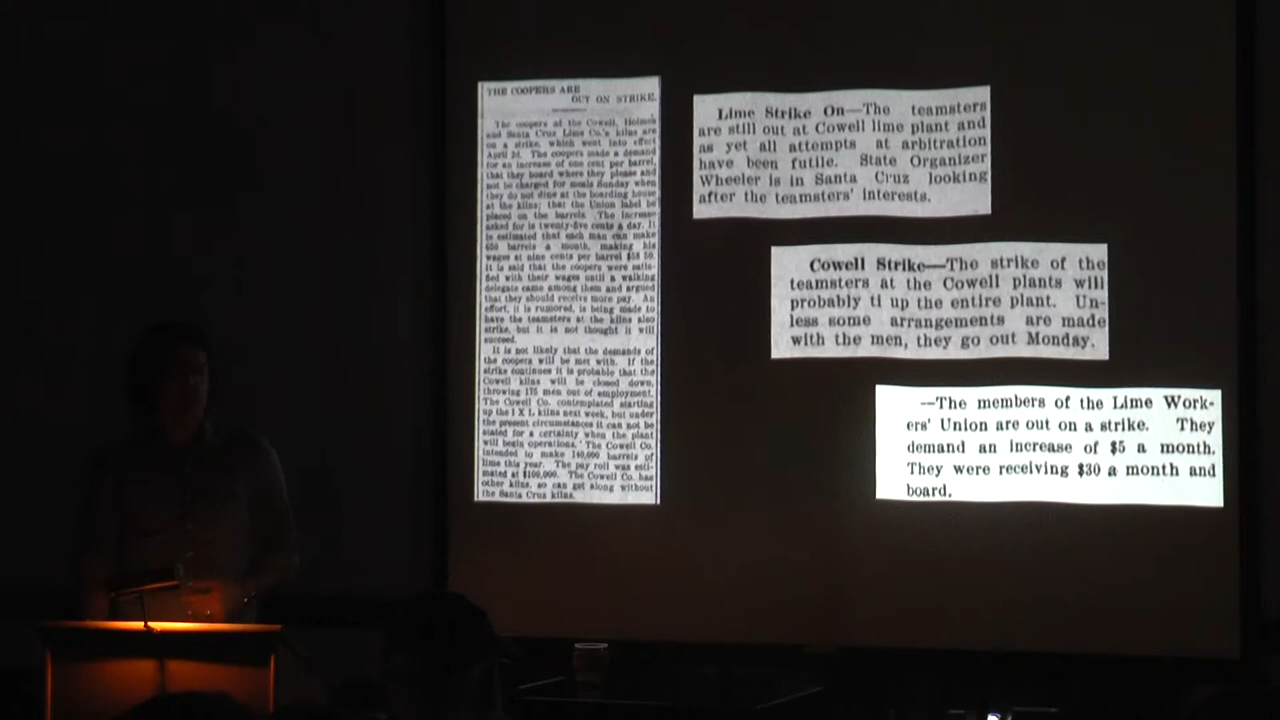 THE COOPERS ARE
OUT ON STRIKE.
The coopers at the Cowell, Holmes
and Santa Cruz Lime Co.'s kilns are
on a strike, which went into effect
April 2d. The coopers made a demand
for an increase of one cent per barrel,
that they board where they please and
not be charged for meals Sunday when
they do not dine at the boarding house
at the kilns; that the Union label be
placed on the barrels. The increase
asked for is twenty-five cents a day. It
is estimated that each man can make
650 barrels a month, making his
wages at nine cents per barrel $58 50.
It is said that the coopers were satis-
fied with their wages until a walking
delegate came among them and argued
that they should receive more pay. An
effort, it is rumored, is being made to
have the teamsters at the kilns also
strike, but it is not thought it will
succeed.
It is not likely that the demands of
the coopers will be met with. If the
strike continues it is probable that the
Cowell kilns will be closed down,
throwing 175 men out of employment.
The Cowell Co. contemplated starting
up the I X L kilns next week, but under
the present circumstances it can not be
stated for a certainty when the plant
will begin operations. The Cowell Co.
intended to make 140,000 barrels of
lime this year. The pay roll was esti-
mated at $100,000. The Cowell Co. has
other kilns, so can get along without
the Santa Cruz kilns.
Lime Strike On—The teamsters
are still out at Cowell lime plant and
as yet all attempts at arbitration
have been futile. State Organizer
Wheeler is in Santa Cruz looking
after the teamsters' interests.
Cowell Strike—The strike of the
teamsters at the Cowell plants will
probably ti up the entire plant. Un-
less some arrangements are made
with the men, they go out Monday.
—The members of the Lime Work-
ers' Union are out on a strike. They
demand an increase of $5 a month.
They were receiving $30 a month and
board.